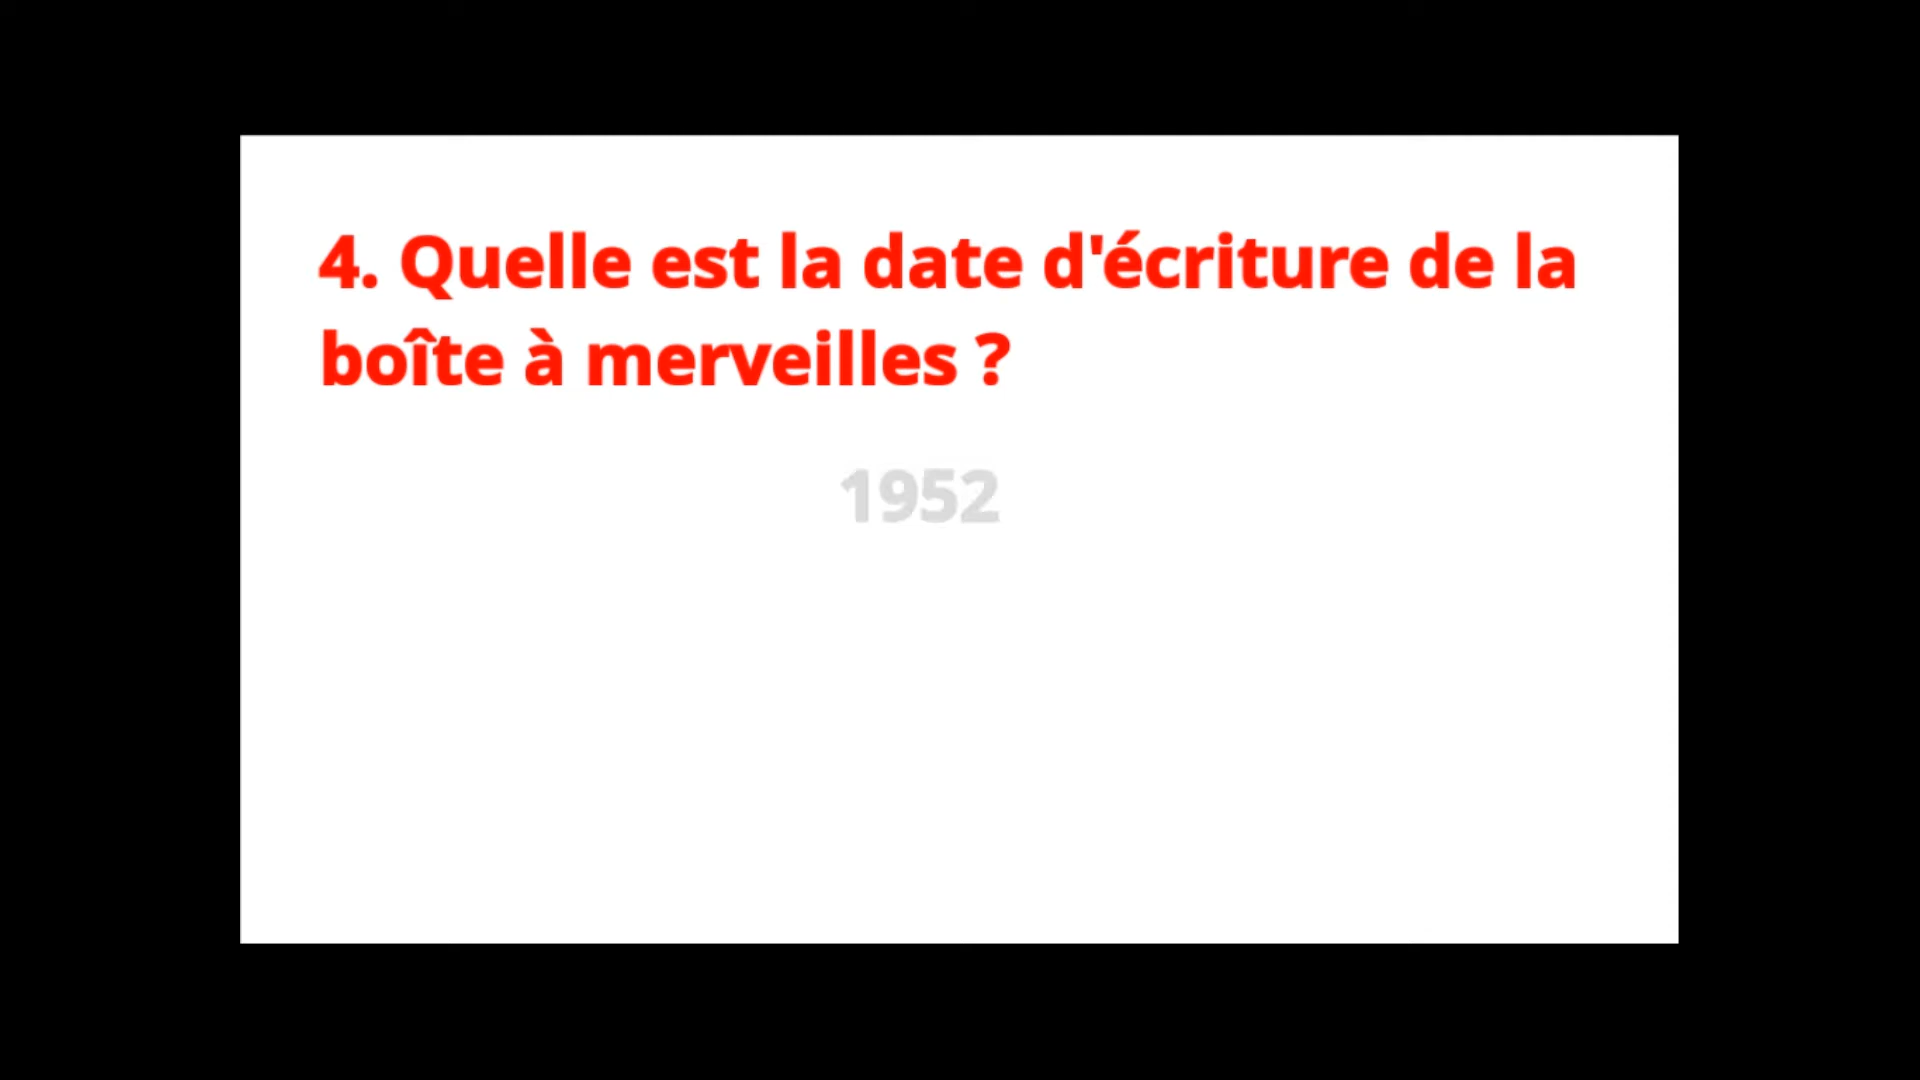 4. Quelle est la date d'écriture de la
boîte à merveilles ?
1952